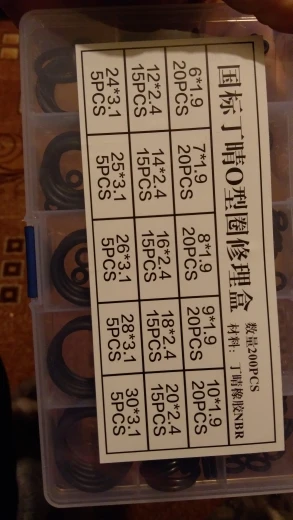 国标丁晴O型圈修理盒
数量200PCS
材料：丁晴橡胶NBR
6*1.9 7*1.9 8*1.9 9*1.9 10*1.9
20PCS 20PCS 20PCS 20PCS 20PCS
12*2.4 14*2.4 16*2.4 18*2.4 20*2.4
15PCS 15PCS 15PCS 15PCS 15PCS
24*3.1 25*3.1 26*3.1 28*3.1 30*3.1
5PCS 5PCS 5PCS 5PCS 5PCS